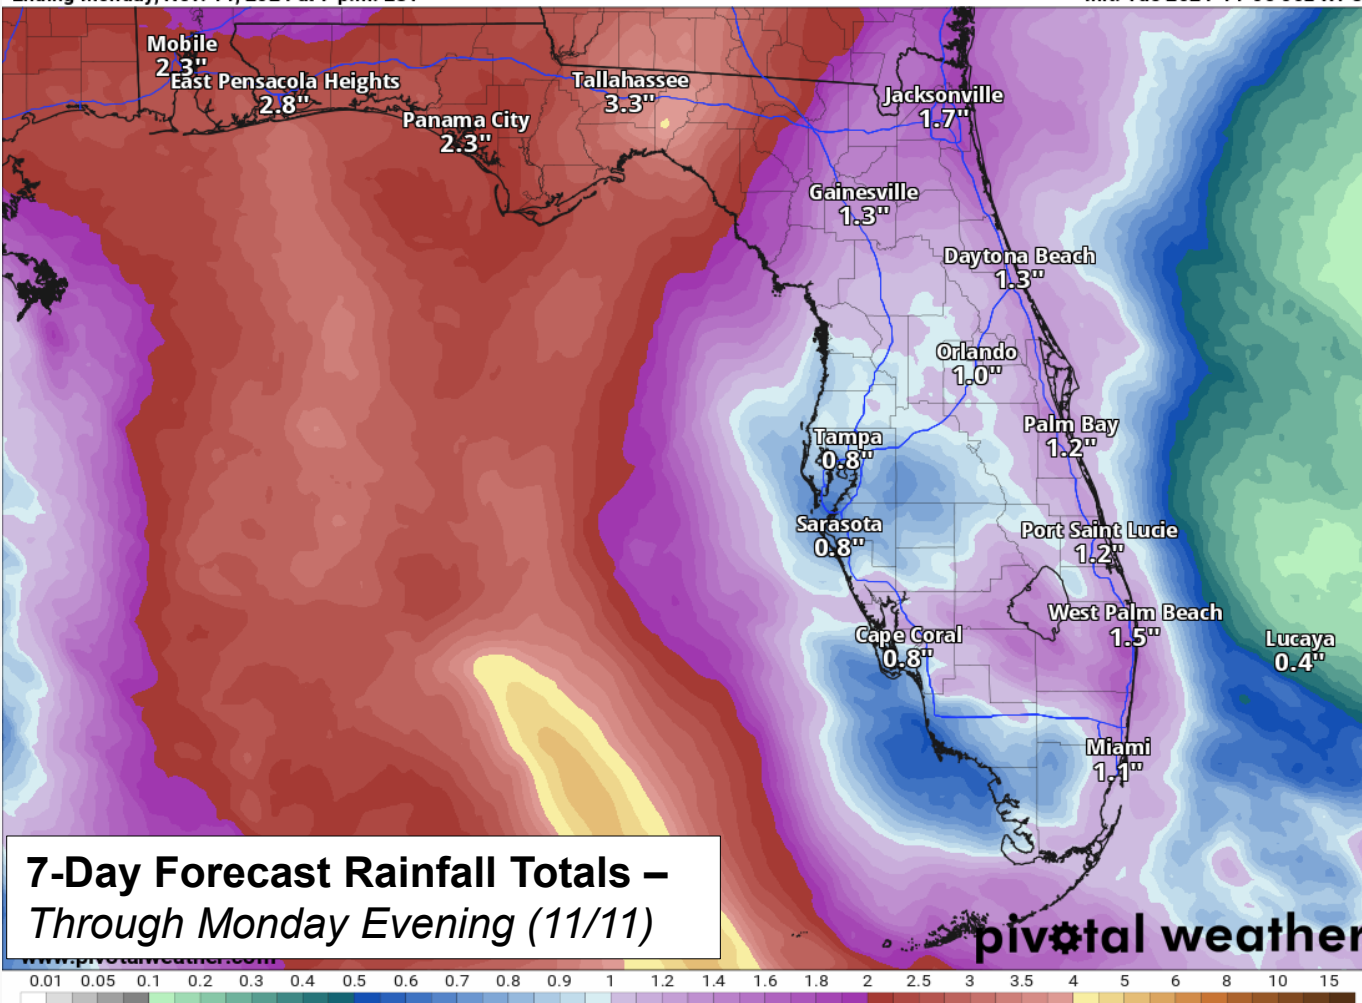 Mobile
2.3"
East Pensacola Heights
2.8"
Tallahassee
3.3"
Panama City
2.3"
Jacksonville
1.7"
Gainesville
1.3"
Daytona Beach
1.3"
Orlando
1.0"
Palm Bay
1.2"
Tampa
0.8"
Sarasota
0.8"
Port Saint Lucie
1.2"
West Palm Beach
1.5"
Cape Coral
0.8"
Lucaya
0.4"
Miami
1.1"
7-Day Forecast Rainfall Totals –
Through Monday Evening (11/11)
pivotal weather
www.pivotalweather.com
0.01 0.05 0.1 0.2 0.3 0.4 0.5 0.6 0.7 0.8 0.9 1 1.2 1.4 1.6 1.8 2 2.5 3 3.5 4 5 6 8 10 15